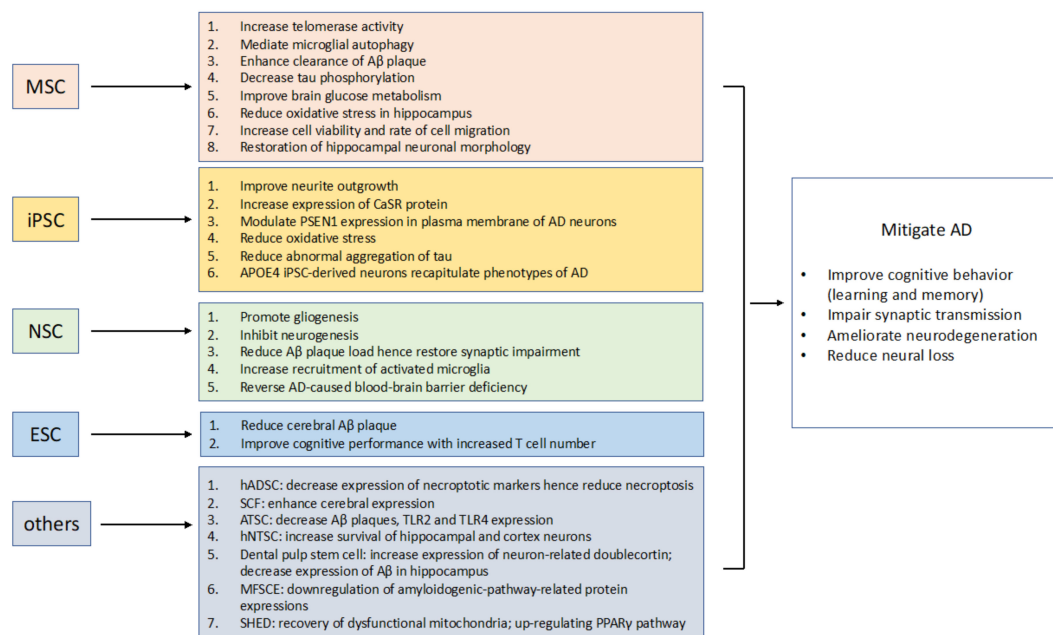 MSC
1. Increase telomerase activity
2. Mediate microglial autophagy
3. Enhance clearance of Aβ plaque
4. Decrease tau phosphorylation
5. Improve brain glucose metabolism
6. Reduce oxidative stress in hippocampus
7. Increase cell viability and rate of cell migration
8. Restoration of hippocampal neuronal morphology
iPSC
1. Improve neurite outgrowth
2. Increase expression of CaSR protein
3. Modulate PSEN1 expression in plasma membrane of AD neurons
4. Reduce oxidative stress
5. Reduce abnormal aggregation of tau
6. APOE4 iPSC-derived neurons recapitulate phenotypes of AD
NSC
1. Promote gliogenesis
2. Inhibit neurogenesis
3. Reduce Aβ plaque load hence restore synaptic impairment
4. Increase recruitment of activated microglia
5. Reverse AD-caused blood-brain barrier deficiency
ESC
1. Reduce cerebral Aβ plaque
2. Improve cognitive performance with increased T cell number
others
1. hADSC: decrease expression of necroptotic markers hence reduce necroptosis
2. SCF: enhance cerebral expression
3. ATSC: decrease Aβ plaques, TLR2 and TLR4 expression
4. hNTSC: increase survival of hippocampal and cortex neurons
5. Dental pulp stem cell: increase expression of neuron-related doublecortin;
decrease expression of Aβ in hippocampus
6. MFSCE: downregulation of amyloidogenic-pathway-related protein
expressions
7. SHED: recovery of dysfunctional mitochondria; up-regulating PPARγ pathway
Mitigate AD
• Improve cognitive behavior
(learning and memory)
• Impair synaptic transmission
• Ameliorate neurodegeneration
• Reduce neural loss